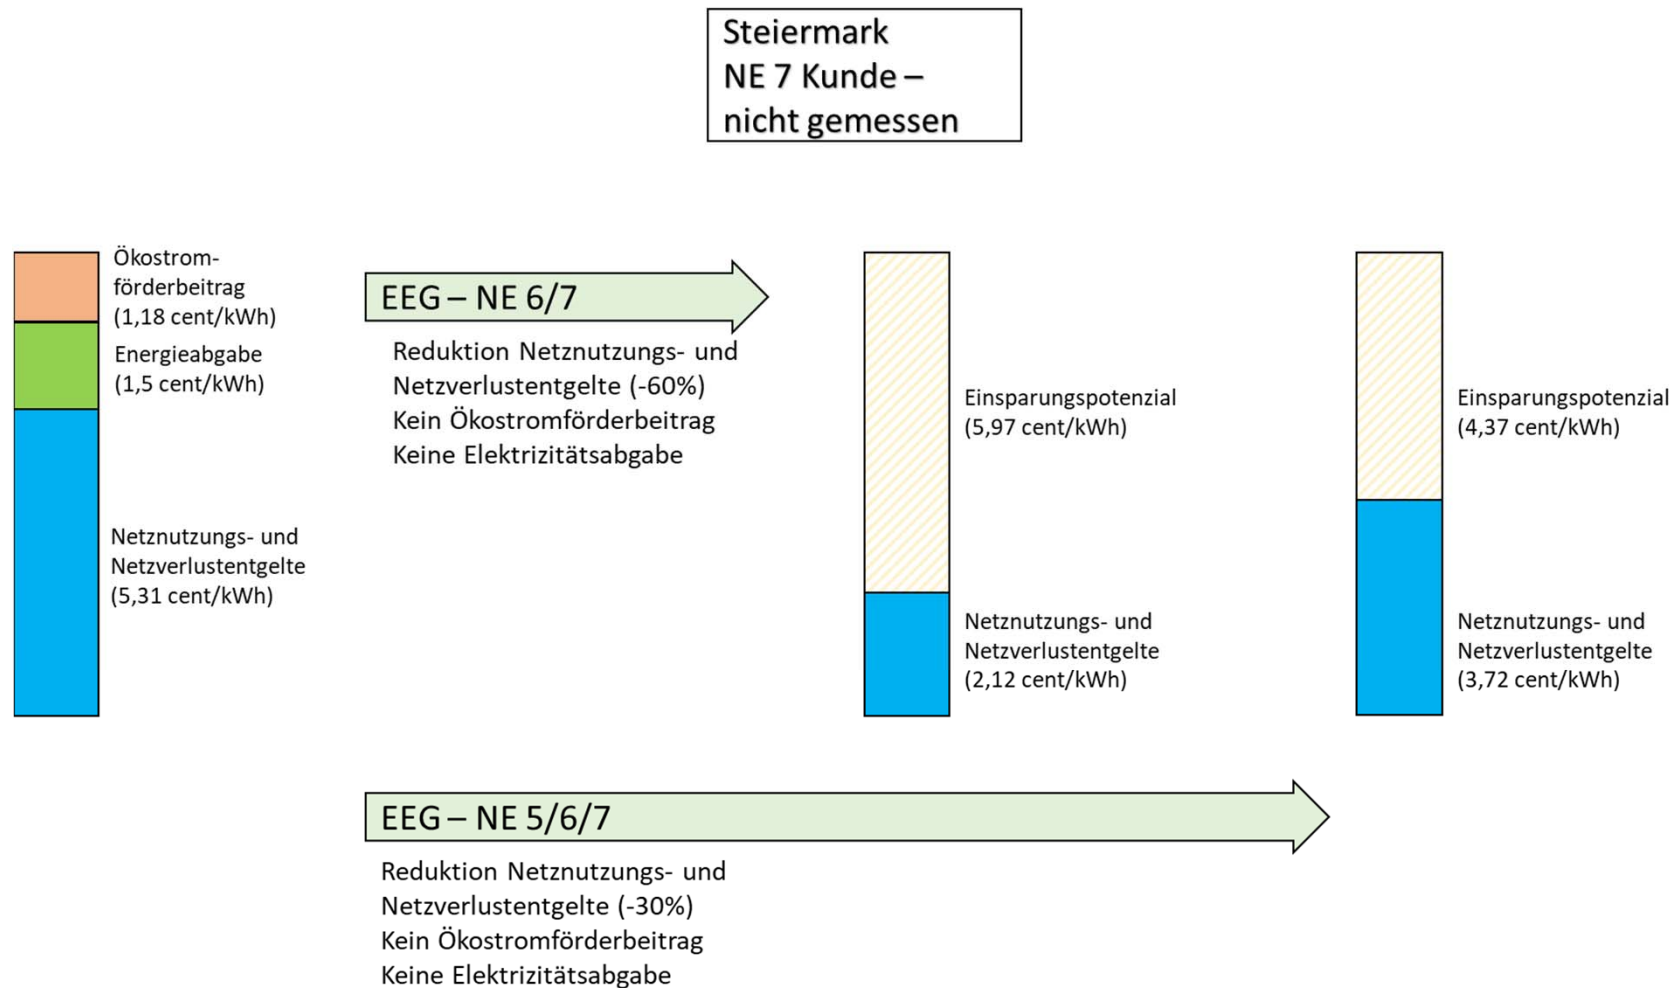 Steiermark
NE 7 Kunde –
nicht gemessen
Ökostrom-
förderbeitrag
(1,18 cent/kWh)
Energieabgabe
(1,5 cent/kWh)
Netznutzungs- und
Netzverlustentgelte
(5,31 cent/kWh)
EEG – NE 6/7
Reduktion Netznutzungs- und
Netzverlustentgelte (-60%)
Kein Ökostromförderbeitrag
Keine Elektrizitätsabgabe
Einsparungspotenzial
(5,97 cent/kWh)
Netznutzungs- und
Netzverlustentgelte
(2,12 cent/kWh)
Einsparungspotenzial
(4,37 cent/kWh)
Netznutzungs- und
Netzverlustentgelte
(3,72 cent/kWh)
EEG – NE 5/6/7
Reduktion Netznutzungs- und
Netzverlustentgelte (-30%)
Kein Ökostromförderbeitrag
Keine Elektrizitätsabgabe